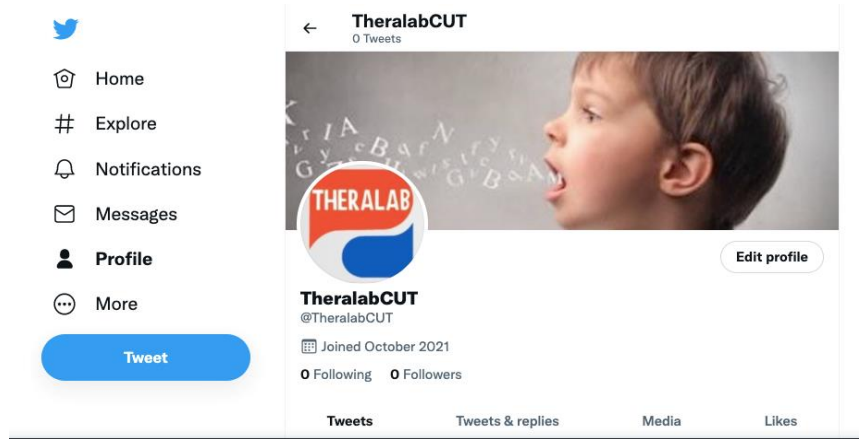 Home
Explore
Notifications
Messages
Profile
More
Tweet
TheralabCUT
0 Tweets
THERALAB
Edit profile
TheralabCUT
@TheralabCUT
Joined October 2021
0 Following 0 Followers
Tweets Tweets & replies Media Likes